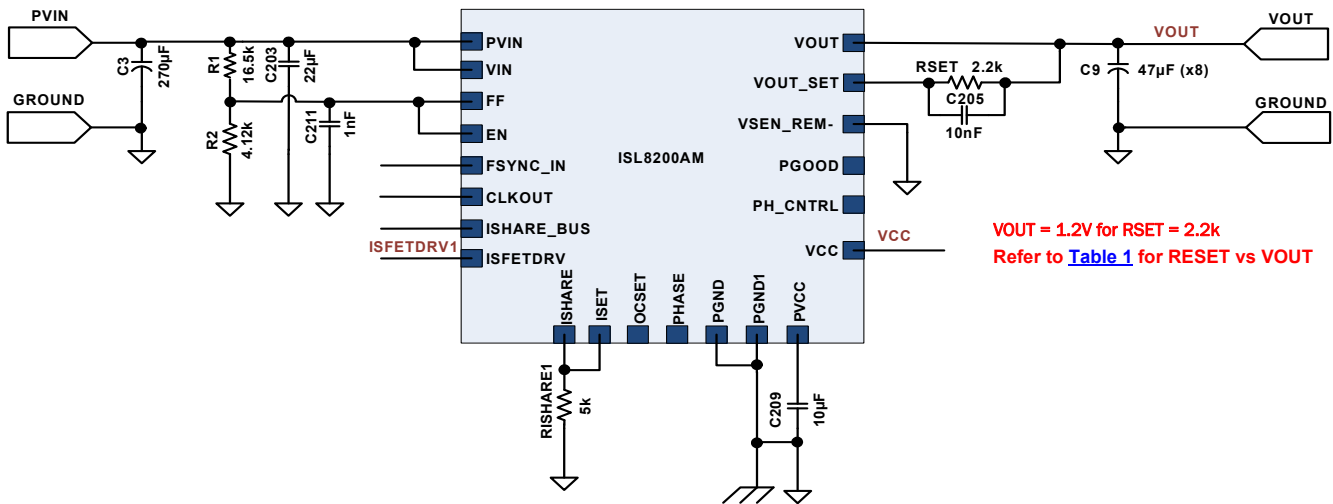 PVIN
GROUND
C3
270µF
R1
16.5k
C203
22µF
R2
4.12k
C211
1nF
ISFETDRV1
PVIN
VIN
FF
EN
FSYNC_IN
CLKOUT
ISHARE_BUS
ISFETDRV
ISL8200AM
VOUT
VOUT_SET
VSEN_REM-
PGOOD
PH_CNTRL
VCC
ISHARE
ISET
OCSET
PHASE
PGND
PGND1
PVCC
RISHARE1
5k
C209
10µF
RSET 2.2k
C205
10nF
VOUT
C9
47µF (x8)
VOUT
GROUND
VCC
VOUT = 1.2V for RSET = 2.2k
Refer to Table 1 for RESET vs VOUT